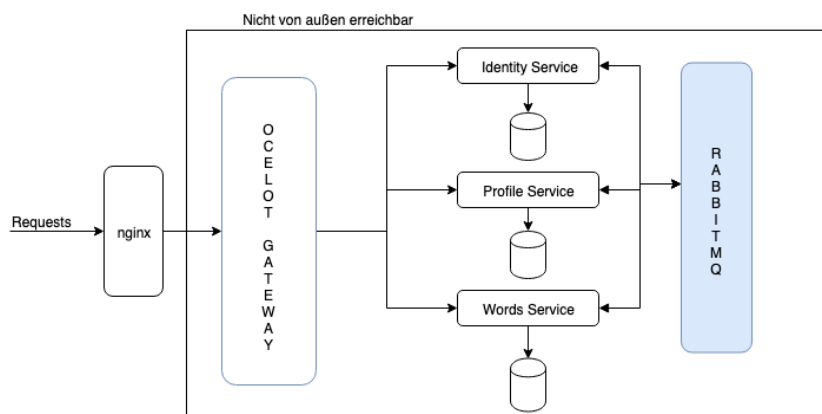 Nicht von außen erreichbar
Requests
nginx
OCELOT GATEWAY
Identity Service
Profile Service
Words Service
RABBITMQ